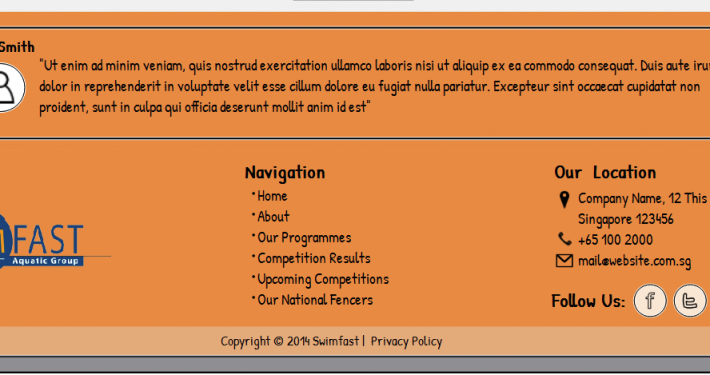 Smith
"Ut enim ad minim veniam, quis nostrud exercitation ullamco laboris nisi ut aliquip ex ea commodo consequat. Duis aute
dolor in reprehenderit in voluptate velit esse cillum dolore eu fugiat nulla pariatur. Excepteur sint occaecat cupidatat non
proident, sunt in culpa qui officia deserunt mollit anim id est"
FAST
Aquatic Group
Navigation
• Home
• About
• Our Programmes
• Competition Results
• Upcoming Competitions
• Our National Fencers
Our Location
Company Name, 12 This
Singapore 123456
+65 100 2000
mail@website.com.sg
Follow Us: f t
Copyright © 2014 Swimfast | Privacy Policy